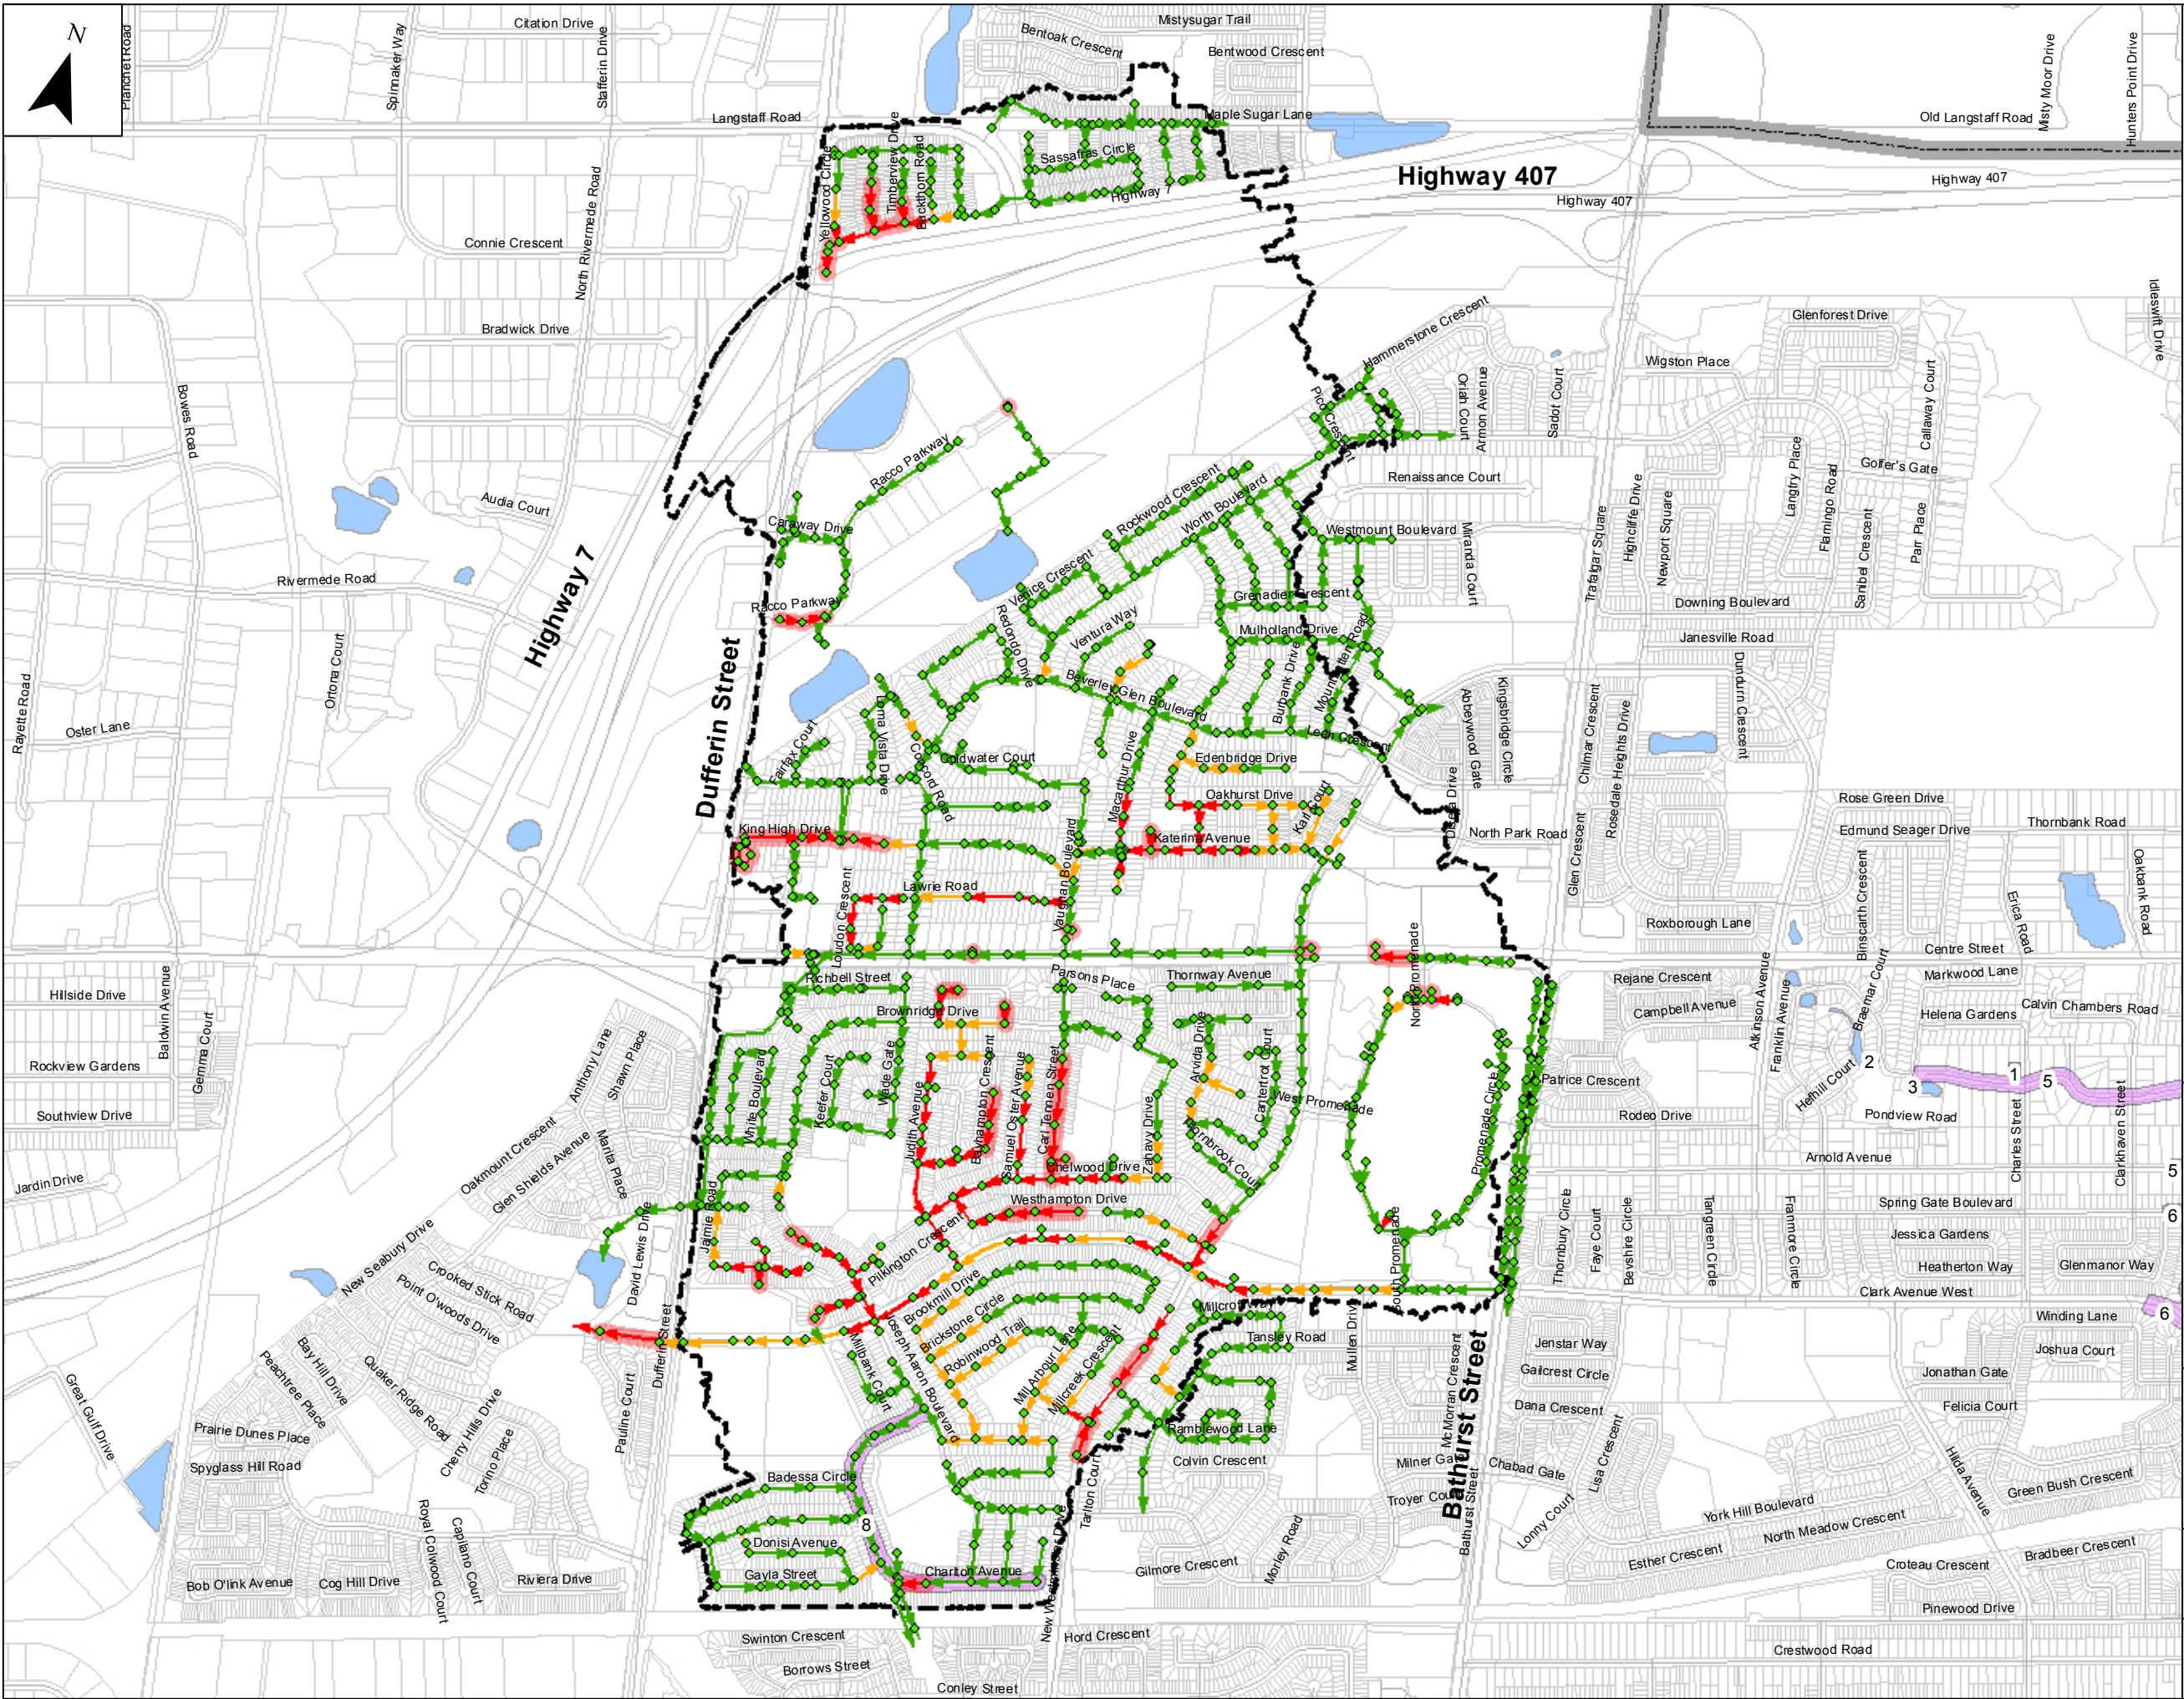 N
Planchet Road
Spinnaker Way
Citation Drive
Stafferin Drive
Bentoak Crescent
Mistysugar Trail
Bentwood Crescent
Misty Moor Drive
Hunters Point Drive
Langstaff Road
Maple Sugar Lane
Old Langstaff Road
Yellowood Circle
Timberview Drive
Buckthorn Road
Sassafras Circle
Highway 7
Highway 407
Highway 407
Highway 407
North Rivermede Road
Connie Crescent
Bradwick Drive
Hammerstone Crescent
Glenforest Drive
Idleswift Drive
Wigston Place
Bowes Road
Pico Crescent
Oriah Court
Armon Avenue
Sadot Court
Callaway Court
Langtry Place
Flamingo Road
Golfer's Gate
Racco Parkway
Rockwood Crescent
Worth Boulevard
Renaissance Court
Highcliffe Drive
Newport Square
Audia Court
Caraway Drive
Westmount Boulevard
Miranda Court
Trafalgar Square
Sanibel Crescent
Parr Place
Highway 7
Rivermede Road
Venice Crescent
Grenadier Crescent
Downing Boulevard
Racco Parkway
Redondo Drive
Ventura Way
Mulholland Drive
Janesville Road
Ortona Court
Dufferin Street
Beverley Glen Boulevard
Burbank Drive
Dundurn Crescent
Rayette Road
Oster Lane
Lorna Vista Drive
Fairfax Court
Coldwater Court
Concord Road
Lech Crescent
Abbeywood Gate
Kingsbridge Circle
Chilmar Crescent
Rosedale Heights Drive
Macarthur Drive
Edenbridge Drive
Oakhurst Drive
Karl Court
Disera Drive
North Park Road
Rose Green Drive
Edmund Seager Drive
Thornbank Road
King High Drive
Katerina Avenue
Vaughan Boulevard
Glen Crescent
Binscarth Crescent
Oakbank Road
Lawrie Road
Loudon Crescent
Roxborough Lane
Erica Road
North Promenade
Centre Street
Hillside Drive
Baldwin Avenue
Gemma Court
Richbell Street
Parsons Place
Thornway Avenue
Rejane Crescent
Campbell Avenue
Atkinson Avenue
Franklin Avenue
Braemar Court
Markwood Lane
Helena Gardens
Calvin Chambers Road
Brownridge Drive
Rockview Gardens
Anthony Lane
Shawn Place
White Boulevard
Keefer Court
Wade Gate
Judith Avenue
Bayhampton Crescent
Samuel Oster Avenue
Carl Tennen Street
Arvida Drive
Cantertrot Court
West Promenade
Promenade Circle
Patrice Crescent
Hefhill Court
2
3
1
5
Southview Drive
Rodeo Drive
Pondview Road
Charles Street
Clarkhaven Street
Oakmount Crescent
Glen Shields Avenue
Marita Place
Zahavy Drive
Thornbrook Court
Chelwood Drive
Arnold Avenue
5
Jardin Drive
Westhampton Drive
Spring Gate Boulevard
6
New Seabury Drive
David Lewis Drive
Jaimie Road
Pilkington Crescent
South Promenade
Thornbury Circle
Faye Court
Bevshire Circle
Tangreen Circle
Franmore Circle
Jessica Gardens
Heatherton Way
Glenmanor Way
Crooked Stick Road
Point O'woods Drive
Brookmill Drive
Brickstone Circle
Robinwood Trail
Joseph Aaron Boulevard
Millcroft Way
Clark Avenue West
Winding Lane
6
Bay Hill Drive
Peachtree Place
Quaker Ridge Road
Dufferin Street
Millbank Court
Mill Arbour Lane
Millcreek Crescent
Tansley Road
Mullen Drive
Jenstar Way
Gailcrest Circle
Joshua Court
Jonathan Gate
Great Gulf Drive
Cherry Hills Drive
Pauline Court
McMorran Crescent
Bathurst Street
Dana Crescent
Felicia Court
Prairie Dunes Place
Spyglass Hill Road
Torino Place
Ramblewood Lane
Colvin Crescent
Milner Gate
Chabad Gate
Lisa Crescent
Hilda Avenue
Green Bush Crescent
Badessa Circle
Tarlton Court
Bathurst Street
York Hill Boulevard
North Meadow Crescent
Lonny Court
Royal Colwood Court
Capilano Court
8
Donisi Avenue
Morley Road
Gilmore Crescent
Esther Crescent
Croteau Crescent
Bradbeer Crescent
Bob O'link Avenue
Cog Hill Drive
Riviera Drive
Gayla Street
Charlton Avenue
Pinewood Drive
Swinton Crescent
Hord Crescent
Borrows Street
Crestwood Road
Conley Street